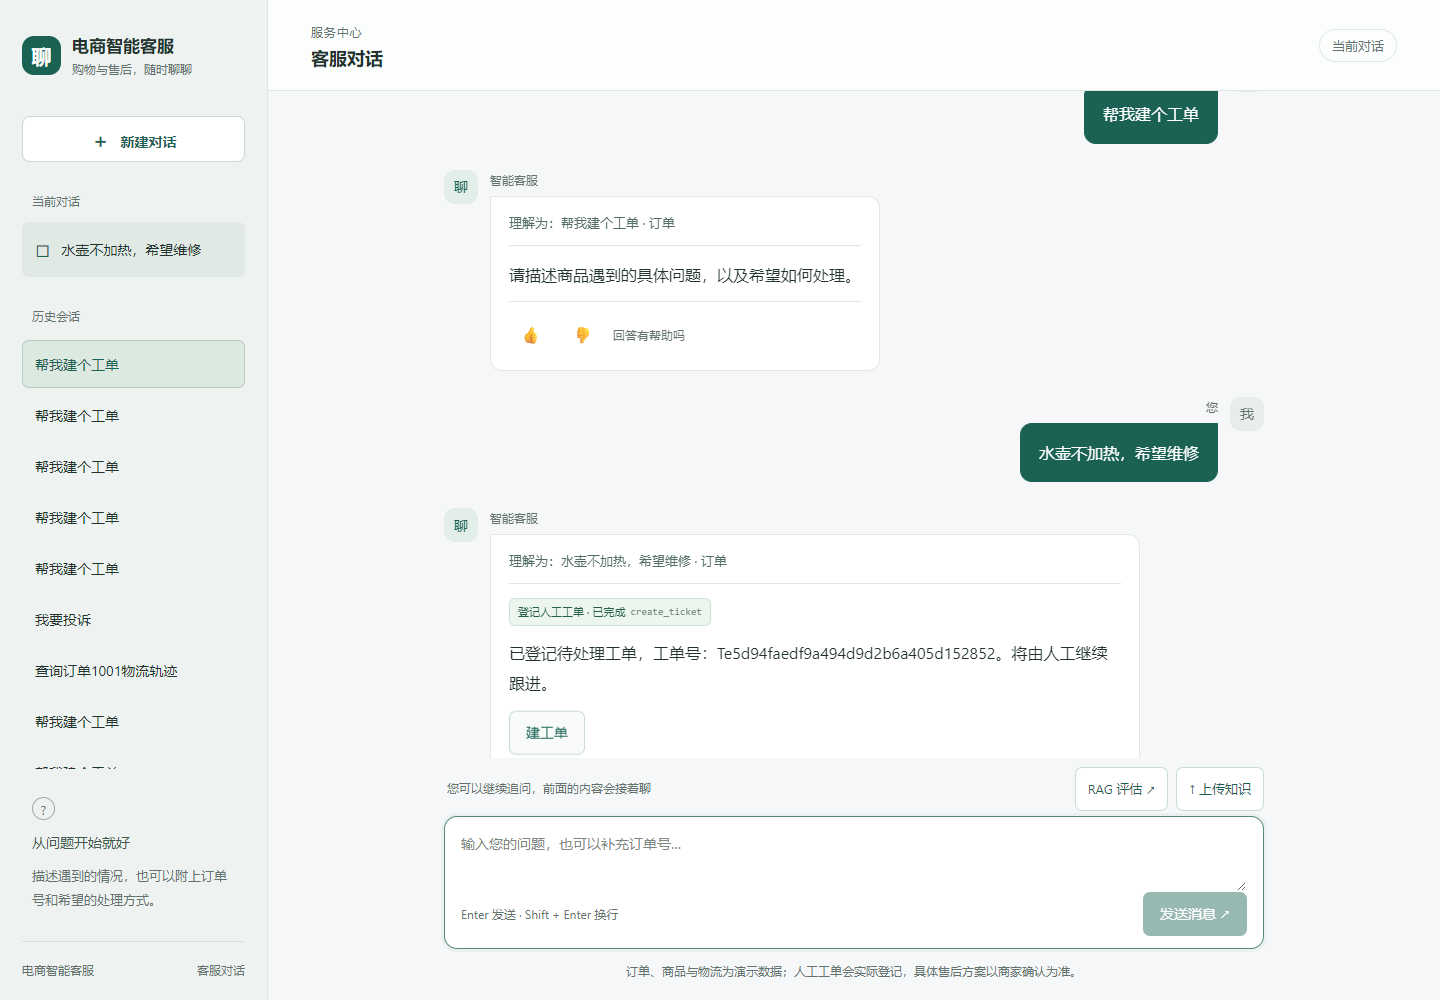 聊
电商智能客服
购物与售后，随时聊聊
+ 新建对话
当前对话
水壶不加热，希望维修
历史会话
帮我建个工单
帮我建个工单
帮我建个工单
帮我建个工单
帮我建个工单
我要投诉
查询订单1001物流轨迹
帮我建个工单
?
从问题开始就好
描述遇到的情况，也可以附上订单
号和希望的处理方式。
电商智能客服
客服对话
服务中心
客服对话
当前对话
帮我建个工单
聊
智能客服
理解为：帮我建个工单 · 订单
请描述商品遇到的具体问题，以及希望如何处理。
👍 👎 回答有帮助吗
您
我
水壶不加热，希望维修
聊
智能客服
理解为：水壶不加热，希望维修 · 订单
登记人工工单 · 已完成 create_ticket
已登记待处理工单，工单号：Te5d94faedf9a494d9d2b6a405d152852。将由人工继续
跟进。
建工单
您可以继续追问，前面的内容会接着聊
RAG 评估 ↗
↑ 上传知识
输入您的问题，也可以补充订单号...
Enter 发送 · Shift + Enter 换行
发送消息 ↗
订单、商品与物流为演示数据；人工工单会实际登记，具体售后方案以商家确认为准。